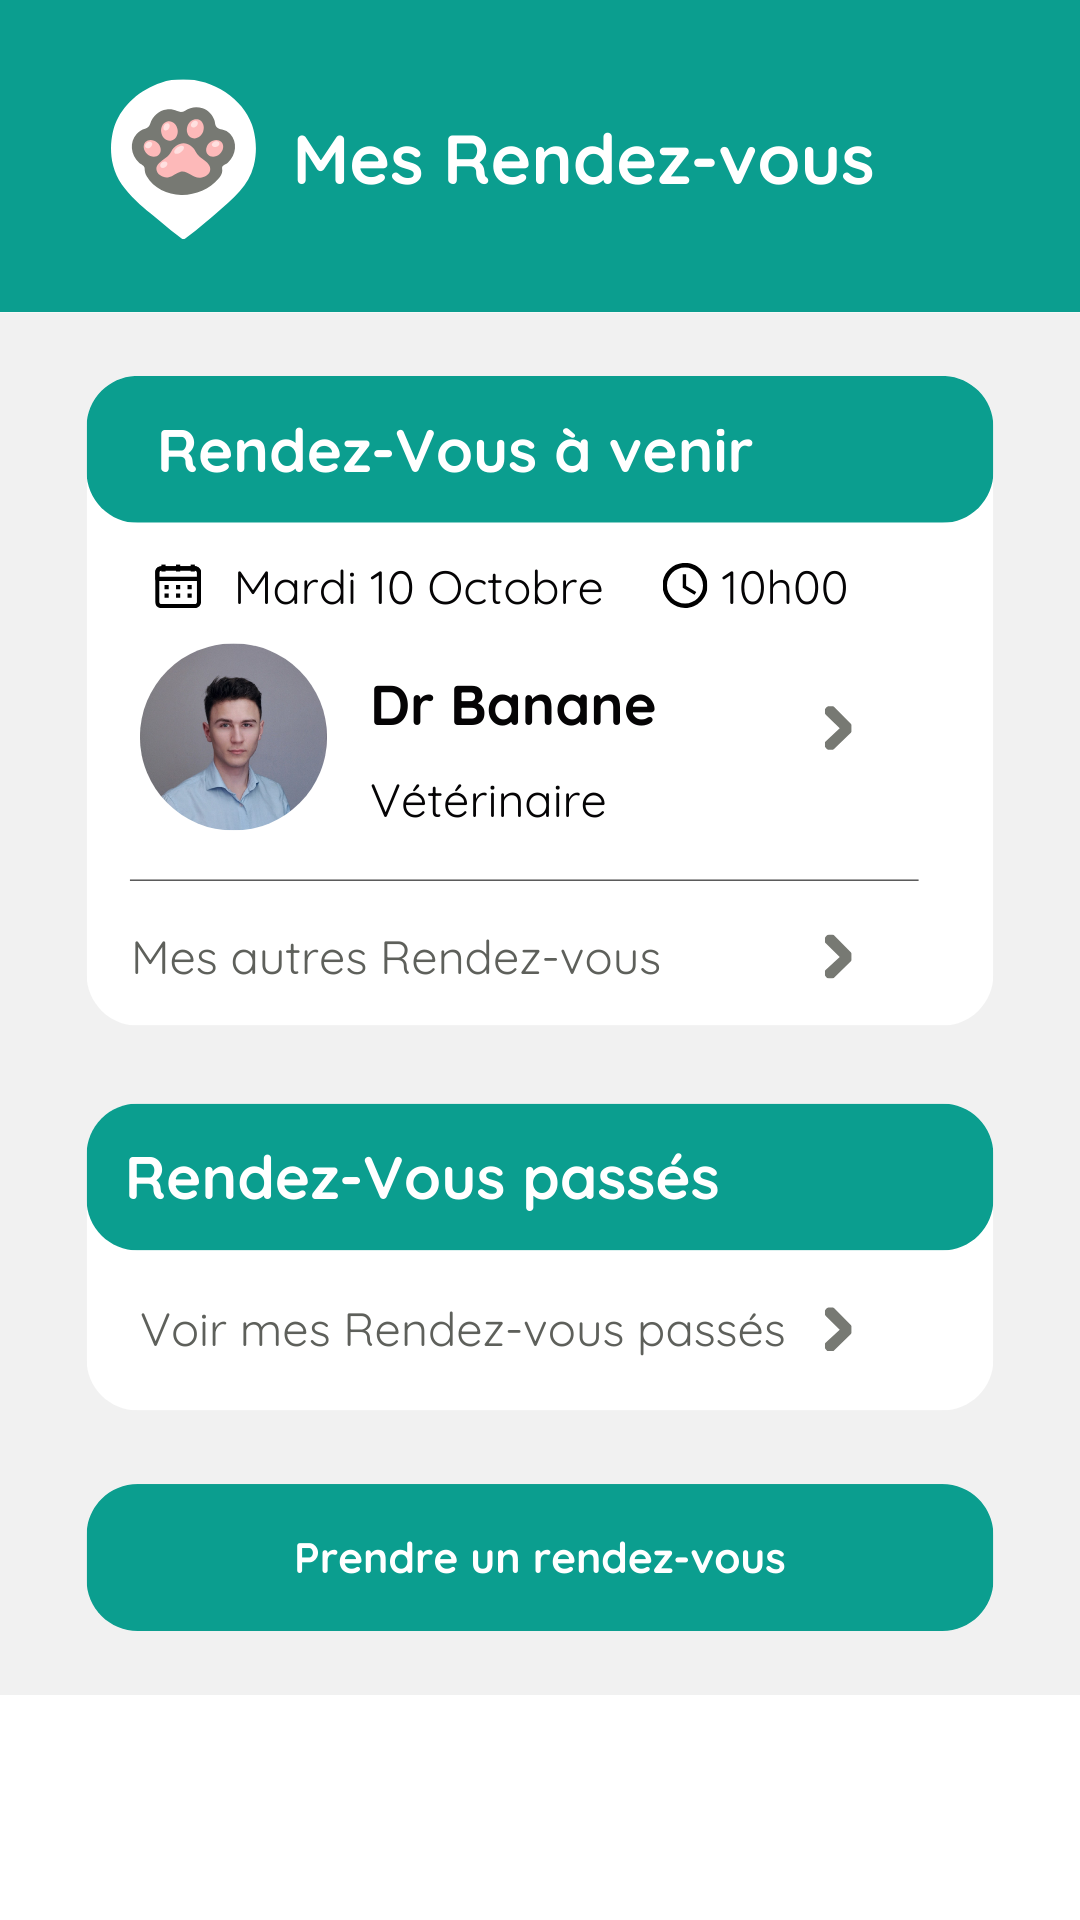 Mes Rendez-vous
Rendez-Vous à venir
Mardi 10 Octobre 10h00
Dr Banane
Vétérinaire
Mes autres Rendez-vous
Rendez-Vous passés
Voir mes Rendez-vous passés
Prendre un rendez-vous